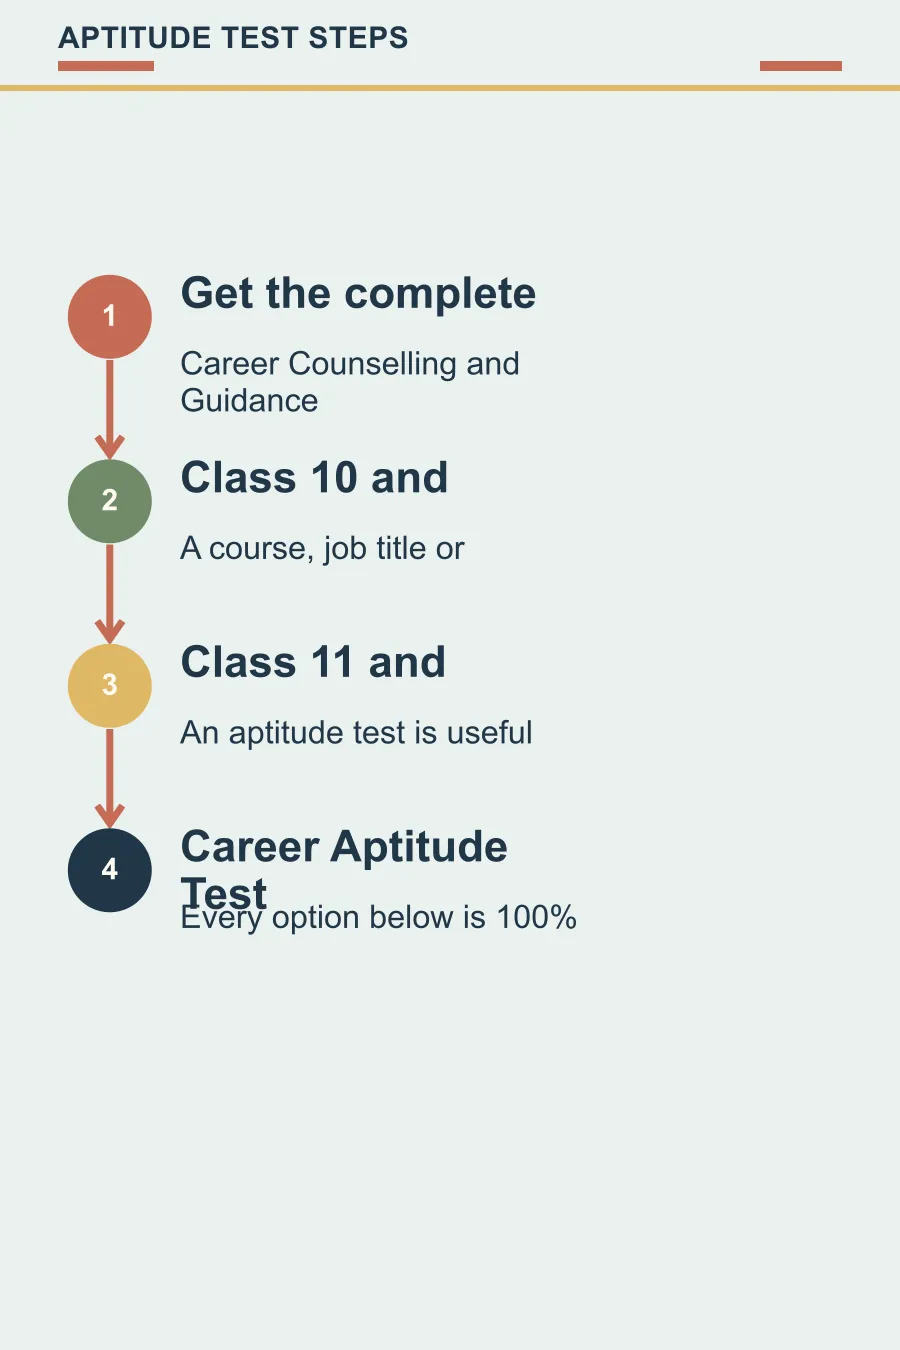 APTITUDE TEST STEPS
1
Get the complete
Career Counselling and
Guidance
2
Class 10 and
A course, job title or
3
Class 11 and
An aptitude test is useful
4
Career Aptitude
Test
Every option below is 100%